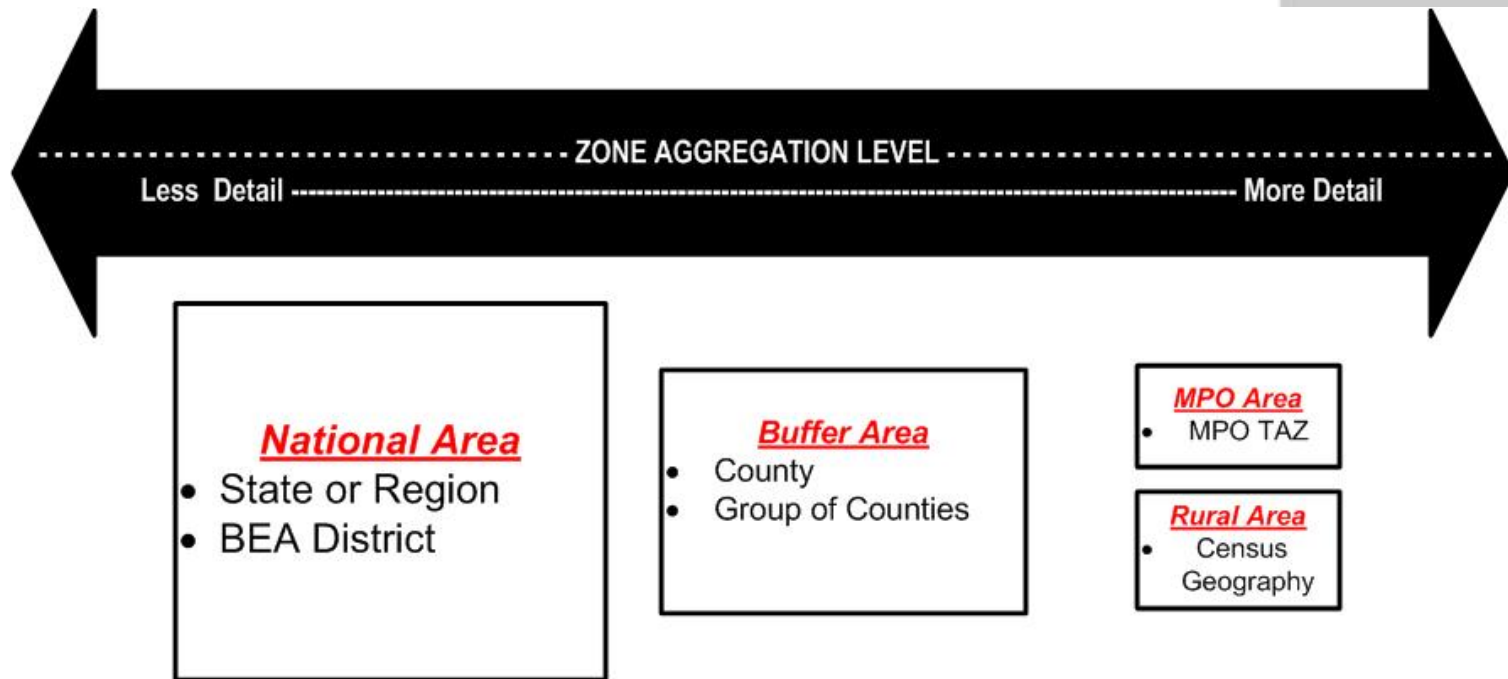 ZONE AGGREGATION LEVEL
Less Detail ---- More Detail
National Area
• State or Region
• BEA District
Buffer Area
• County
• Group of Counties
MPO Area
• MPO TAZ
Rural Area
• Census
Geography